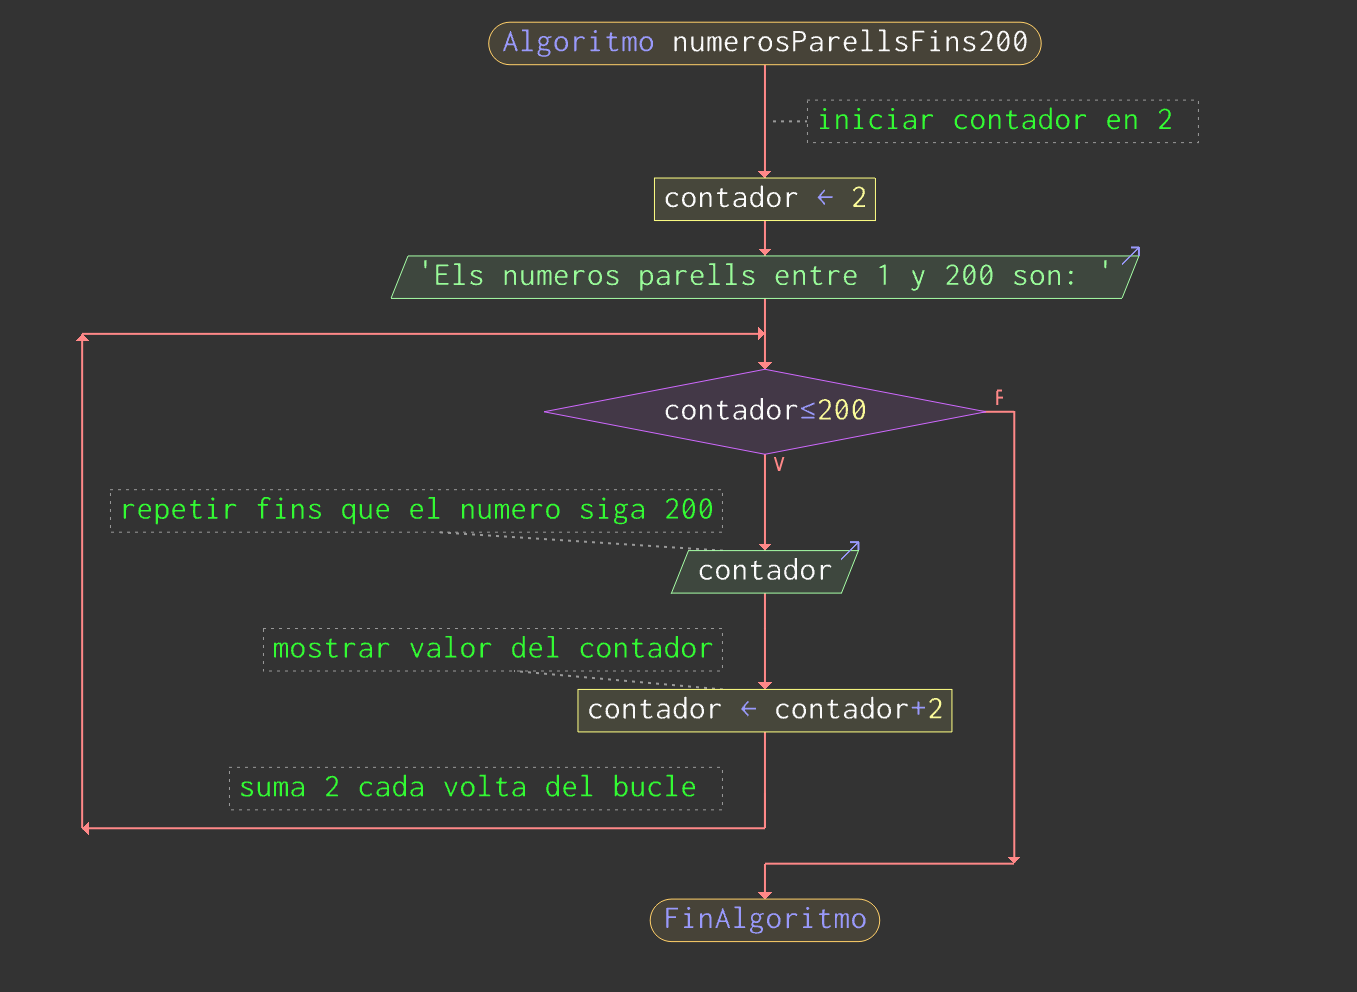 Algoritmo numerosParellsFins200
iniciar contador en 2
contador ← 2
'Els numeros parells entre 1 y 200 son: '
contador≤200
F
V
repetir fins que el numero siga 200
contador
mostrar valor del contador
contador ← contador+2
suma 2 cada volta del bucle
FinAlgoritmo